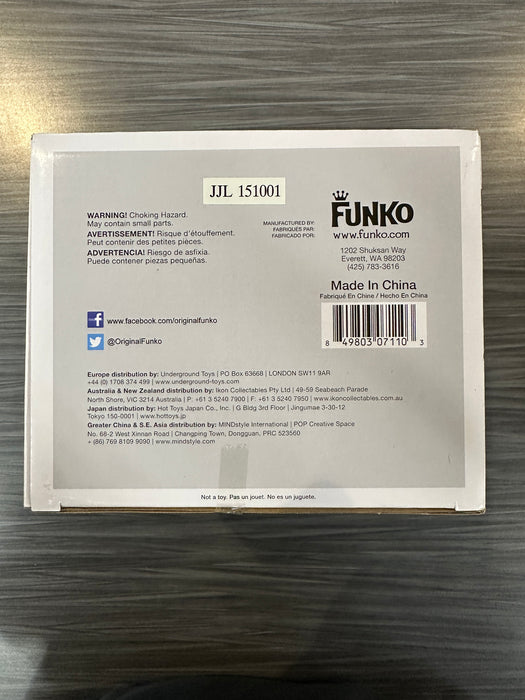 JJL 151001
WARNING! Choking Hazard.
May contain small parts.
AVERTISSEMENT! Risque d'étouffement.
Peut contenir des petites pièces.
ADVERTENCIA! Riesgo de asfixia.
Puede contener piezas pequeñas.
MANUFACTURED BY:
FABRIQUÉS PAR:
FABRICADO POR:
FUNKO
www.funko.com
1202 Shuksan Way
Everett, WA 98203
(425) 783-3616
Made In China
Fabriqué En Chine / Hecho En China
8 49803 07110 3
www.facebook.com/originalfunko
@OriginalFunko
Europe distribution by: Underground Toys | PO Box 63668 | LONDON SW11 9AR
+44 (0) 1708 374 499 | www.underground-toys.com
Australia & New Zealand distribution by: Ikon Collectables Pty Ltd | 49-59 Seabeach Parade
North Shore, VIC 3214 Australia | P: +61 3 5240 7900 | F: +61 3 5240 7950 | www.ikoncollectables.com.au
Japan distribution by: Hot Toys Japan Co., Inc. | G Bldg 3rd Floor | Jingumae 3-30-12
Tokyo 150-0001 | www.hottoys.jp
Greater China & S.E. Asia distribution by: MINDstyle International | POP Creative Space
No. 68-2 West Xinnan Road | Changping Town, Dongguan, PRC 523560
+ (86) 769 8109 9090 | www.mindstyle.com
Not a toy. Pas un jouet. No es un juguete.